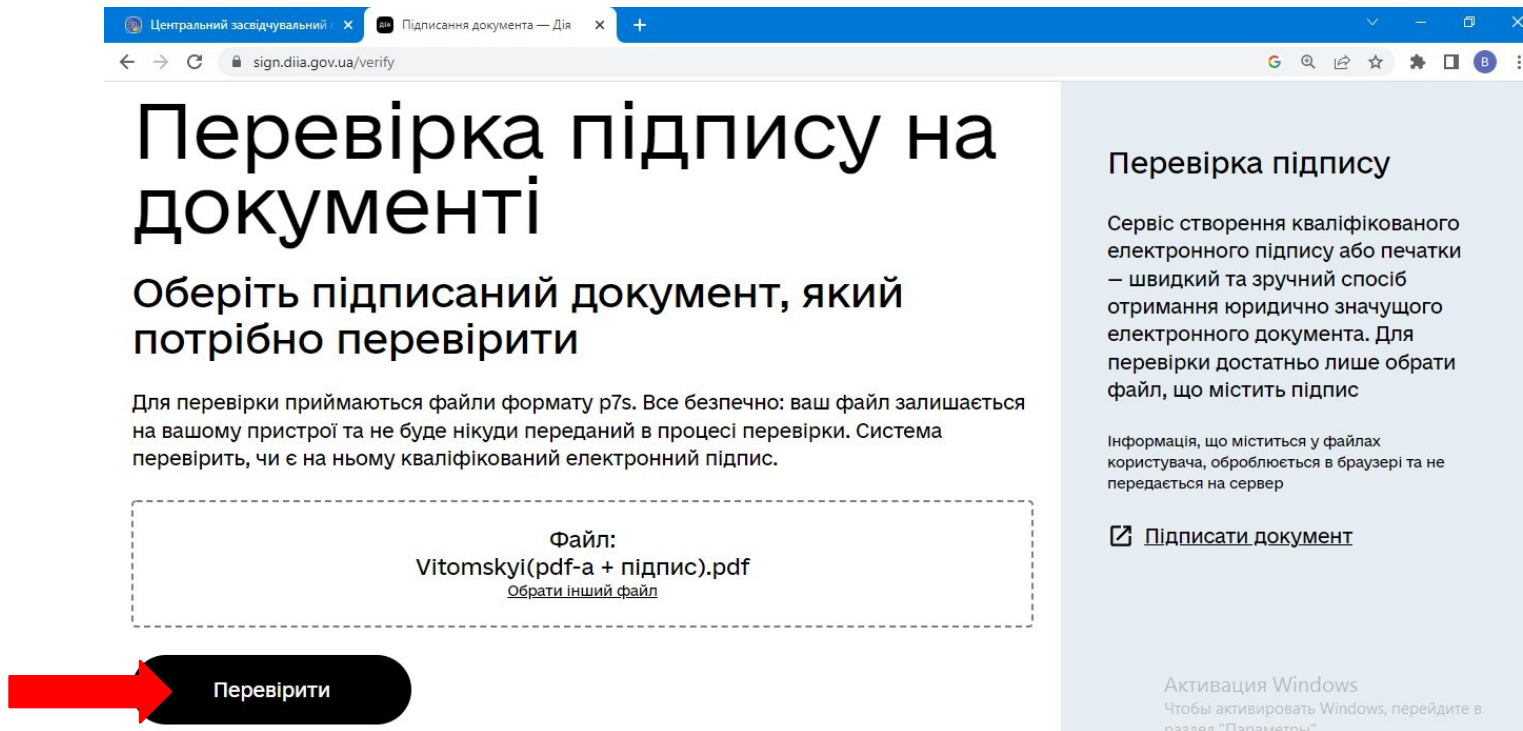 Центральний засвідчувальний
Підписання документа — Дія
sign.diia.gov.ua/verify
B
Перевірка підпису на
документі
Оберіть підписаний документ, який
потрібно перевірити
Для перевірки приймаються файли формату p7s. Все безпечно: ваш файл залишається
на вашому пристрої та не буде нікуди переданий в процесі перевірки. Система
перевірить, чи є на ньому кваліфікований електронний підпис.
Файл:
Vitomskyi(pdf-a + підпис).pdf
Обрати інший файл
Перевірити
Перевірка підпису
Сервіс створення кваліфікованого
електронного підпису або печатки
— швидкий та зручний спосіб
отримання юридично значущого
електронного документа. Для
перевірки достатньо лише обрати
файл, що містить підпис
Інформація, що міститься у файлах
користувача, оброблюється в браузері та не
передається на сервер
Підписати документ
Активация Windows
Чтобы активировать Windows, перейдите в
раздел "Параметры"